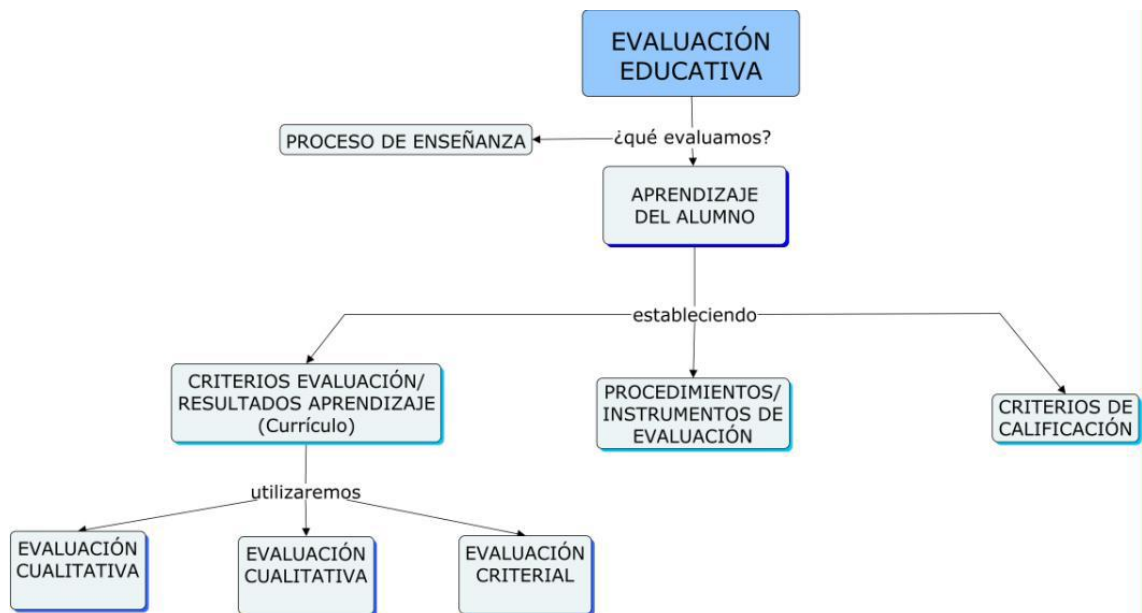 EVALUACIÓN
EDUCATIVA
¿qué evaluamos?
PROCESO DE ENSEÑANZA
APRENDIZAJE
DEL ALUMNO
estableciendo
CRITERIOS EVALUACIÓN/
RESULTADOS APRENDIZAJE
(Currículo)
PROCEDIMIENTOS/
INSTRUMENTOS DE
EVALUACIÓN
CRITERIOS DE
CALIFICACIÓN
utilizaremos
EVALUACIÓN
CUALITATIVA
EVALUACIÓN
CUALITATIVA
EVALUACIÓN
CRITERIAL